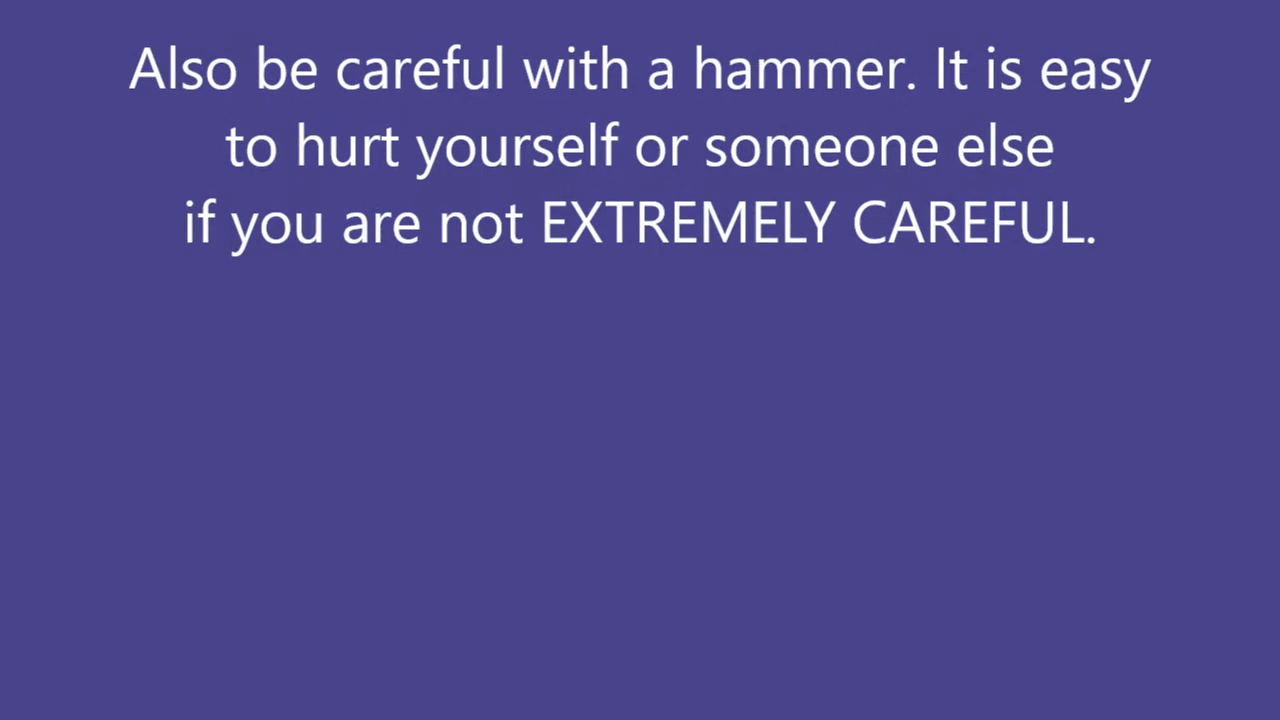 Also be careful with a hammer. It is easy
to hurt yourself or someone else
if you are not EXTREMELY CAREFUL.